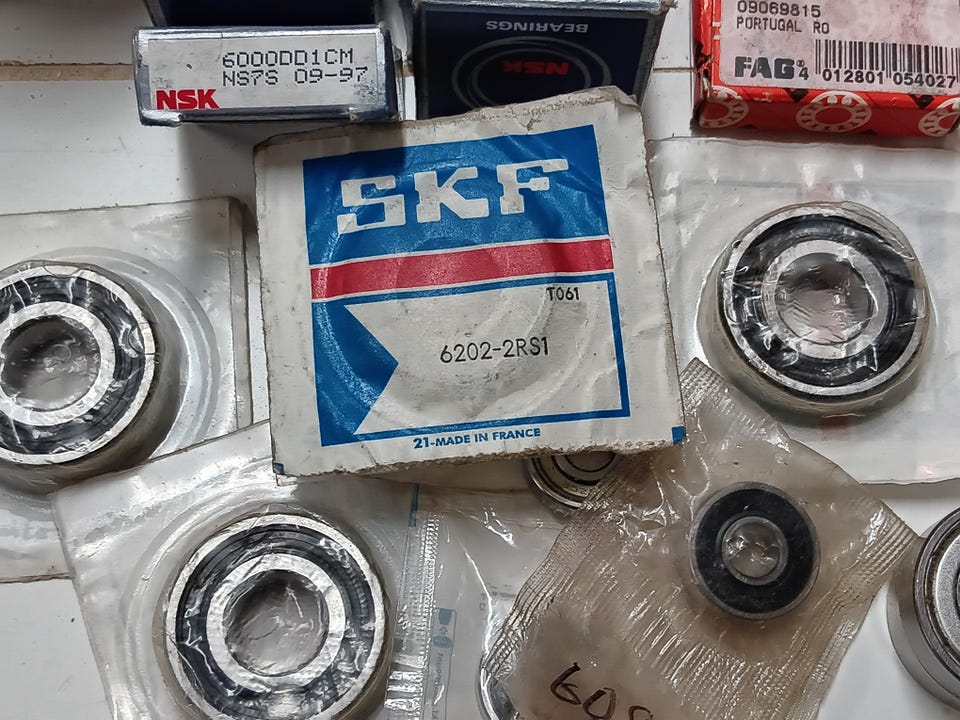 6000DD1CM
NS7S 09-97
NSK
BEARINGS
NSK
09069815
PORTUGAL RO
FAG® 4 012801 054027
SKF
T061
6202-2RS1
21-MADE IN FRANCE